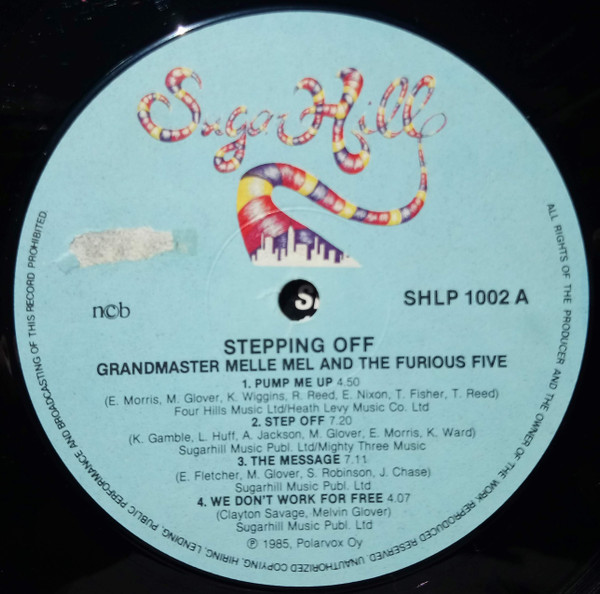 Sugar Hill
ncb
SHLP 1002 A
STEPPING OFF
GRANDMASTER MELLE MEL AND THE FURIOUS FIVE
1. PUMP ME UP 4.50
(E. Morris, M. Glover, K. Wiggins, R. Reed, E. Nixon, T. Fisher, T. Reed)
Four Hills Music Ltd/Heath Levy Music Co. Ltd
2. STEP OFF 7.20
(K. Gamble, L. Huff, A. Jackson, M. Glover, E. Morris, K. Ward)
Sugarhill Music Publ. Ltd/Mighty Three Music
3. THE MESSAGE 7.11
(E. Fletcher, M. Glover, S. Robinson, J. Chase)
Sugarhill Music Publ. Ltd
4. WE DON'T WORK FOR FREE 4.07
(Clayton Savage, Melvin Glover)
Sugarhill Music Publ. Ltd
℗ 1985, Polarvox Oy
ALL RIGHTS OF THE PRODUCER AND THE OWNER OF THE WORK REPRODUCED RESERVED. UNAUTHORIZED COPYING, HIRING, LENDING, PUBLIC PERFORMANCE AND BROADCASTING OF THIS RECORD PROHIBITED.